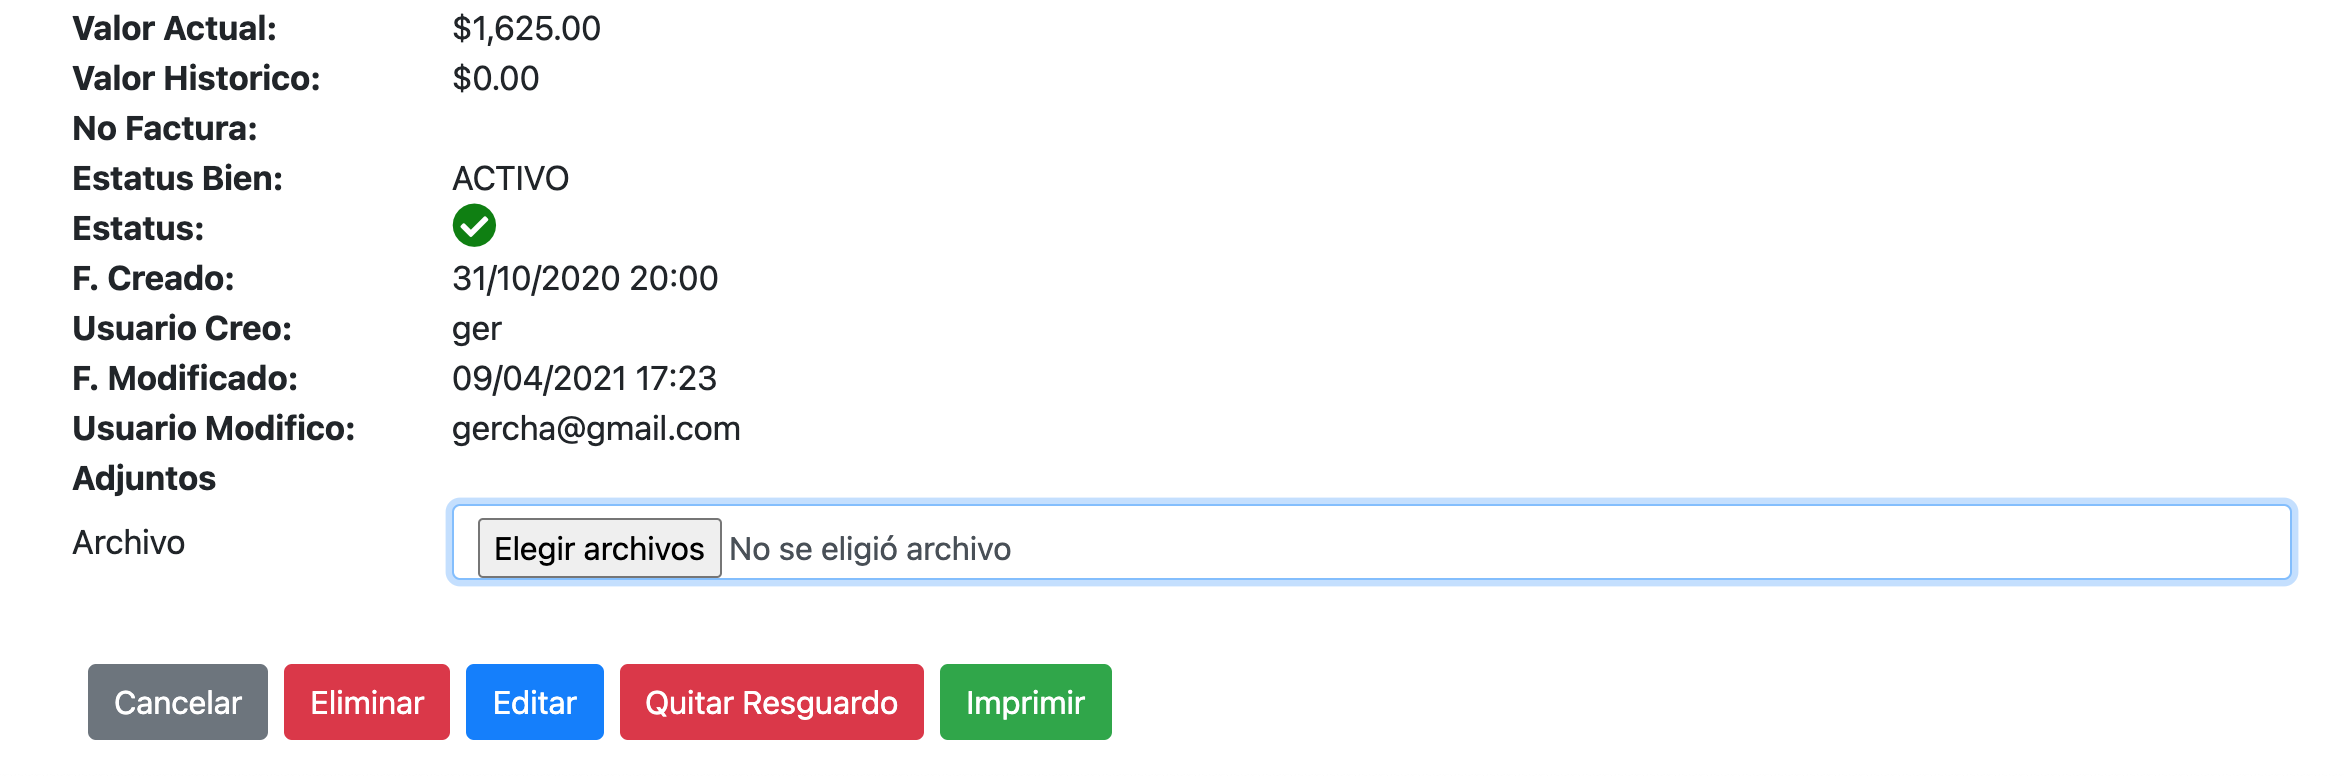 Valor Actual: $1,625.00
Valor Historico: $0.00
No Factura:
Estatus Bien: ACTIVO
Estatus:
F. Creado: 31/10/2020 20:00
Usuario Creo: ger
F. Modificado: 09/04/2021 17:23
Usuario Modifico: gercha@gmail.com
Adjuntos
Archivo Elegir archivos No se eligió archivo
Cancelar Eliminar Editar Quitar Resguardo Imprimir